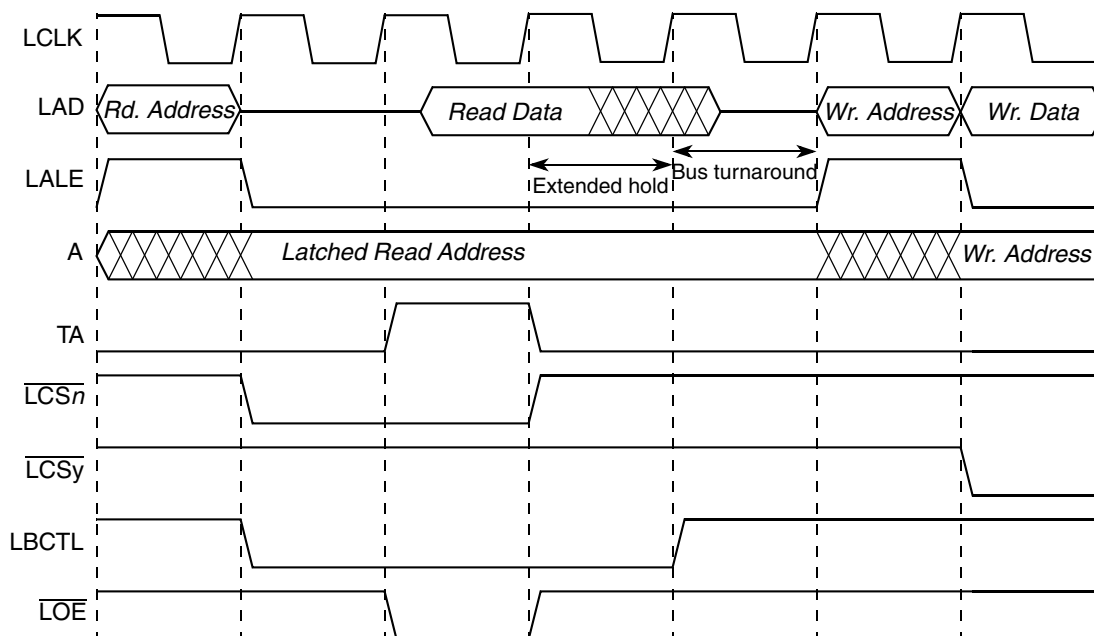 LCLK
LAD Rd. Address Read Data Wr. Address Wr. Data
LALE Extended hold Bus turnaround
A Latched Read Address Wr. Address
TA
LCSn
LCSy
LBCTL
LOE